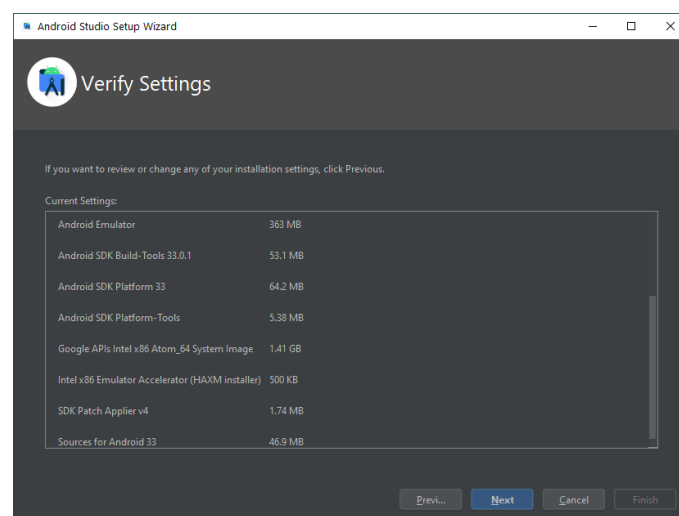 Android Studio Setup Wizard
Verify Settings
If you want to review or change any of your installation settings, click Previous.
Current Settings:
Android Emulator 363 MB
Android SDK Build-Tools 33.0.1 53.1 MB
Android SDK Platform 33 64.2 MB
Android SDK Platform-Tools 5.38 MB
Google APIs Intel x86 Atom_64 System Image 1.41 GB
Intel x86 Emulator Accelerator (HAXM installer) 500 KB
SDK Patch Applier v4 1.74 MB
Sources for Android 33 46.9 MB
Previ... Next Cancel Finish